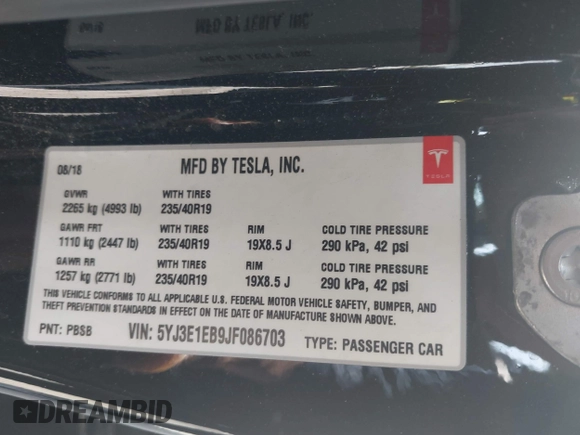 08/18 MFD BY TESLA, INC.
TESLA
GVWR WITH TIRES
2265 kg (4993 lb) 235/40R19
GAWR FRT WITH TIRES RIM COLD TIRE PRESSURE
1110 kg (2447 lb) 235/40R19 19X8.5 J 290 kPa, 42 psi
GAWR RR WITH TIRES RIM COLD TIRE PRESSURE
1257 kg (2771 lb) 235/40R19 19X8.5 J 290 kPa, 42 psi
THIS VEHICLE CONFORMS TO ALL APPLICABLE U.S. FEDERAL MOTOR VEHICLE SAFETY, BUMPER, AND
THEFT PREVENTION STANDARDS IN EFFECT ON THE DATE OF MANUFACTURE SHOWN ABOVE.
PNT: PBSB VIN: 5YJ3E1EB9JF086703 TYPE: PASSENGER CAR
DREAMBID